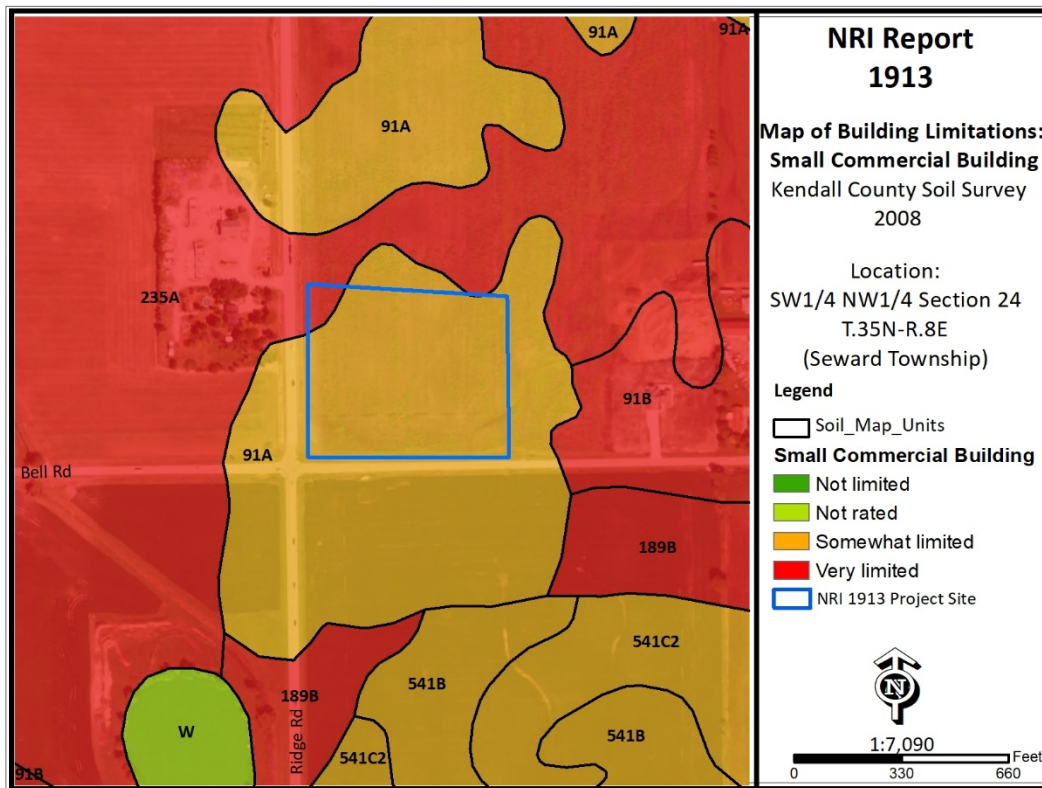 91A
91A
91A
235A
91B
91A
Bell Rd
189B
541C2
541B
189B
W
541B
Ridge Rd
541C2
91B
NRI Report
1913
Map of Building Limitations:
Small Commercial Building
Kendall County Soil Survey
2008
Location:
SW1/4 NW1/4 Section 24
T.35N-R.8E
(Seward Township)
Legend
Soil_Map_Units
Small Commercial Building
Not limited
Not rated
Somewhat limited
Very limited
NRI 1913 Project Site
N
1:7,090
Feet
0 330 660